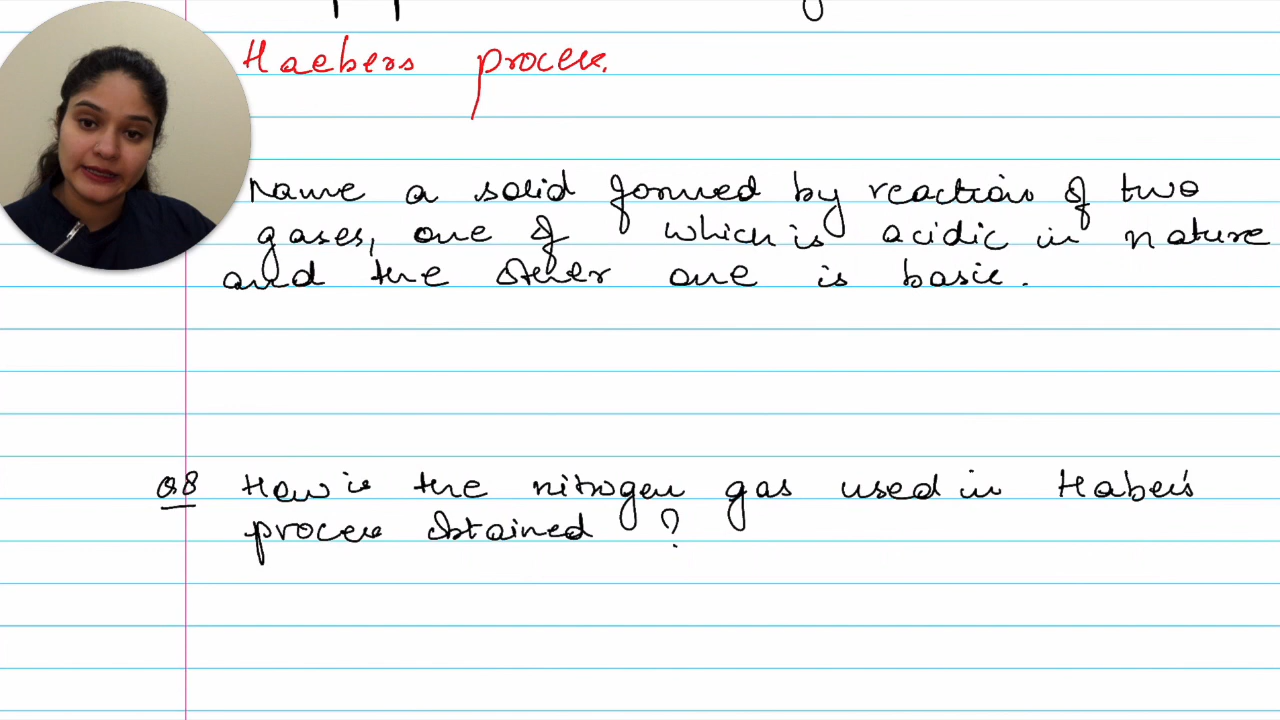 Haebers process.
Name a solid formed by reaction of two
gases, one of which is acidic in nature
and the other one is basic.
Q8 How is the nitrogen gas used in Haber's
process obtained ?